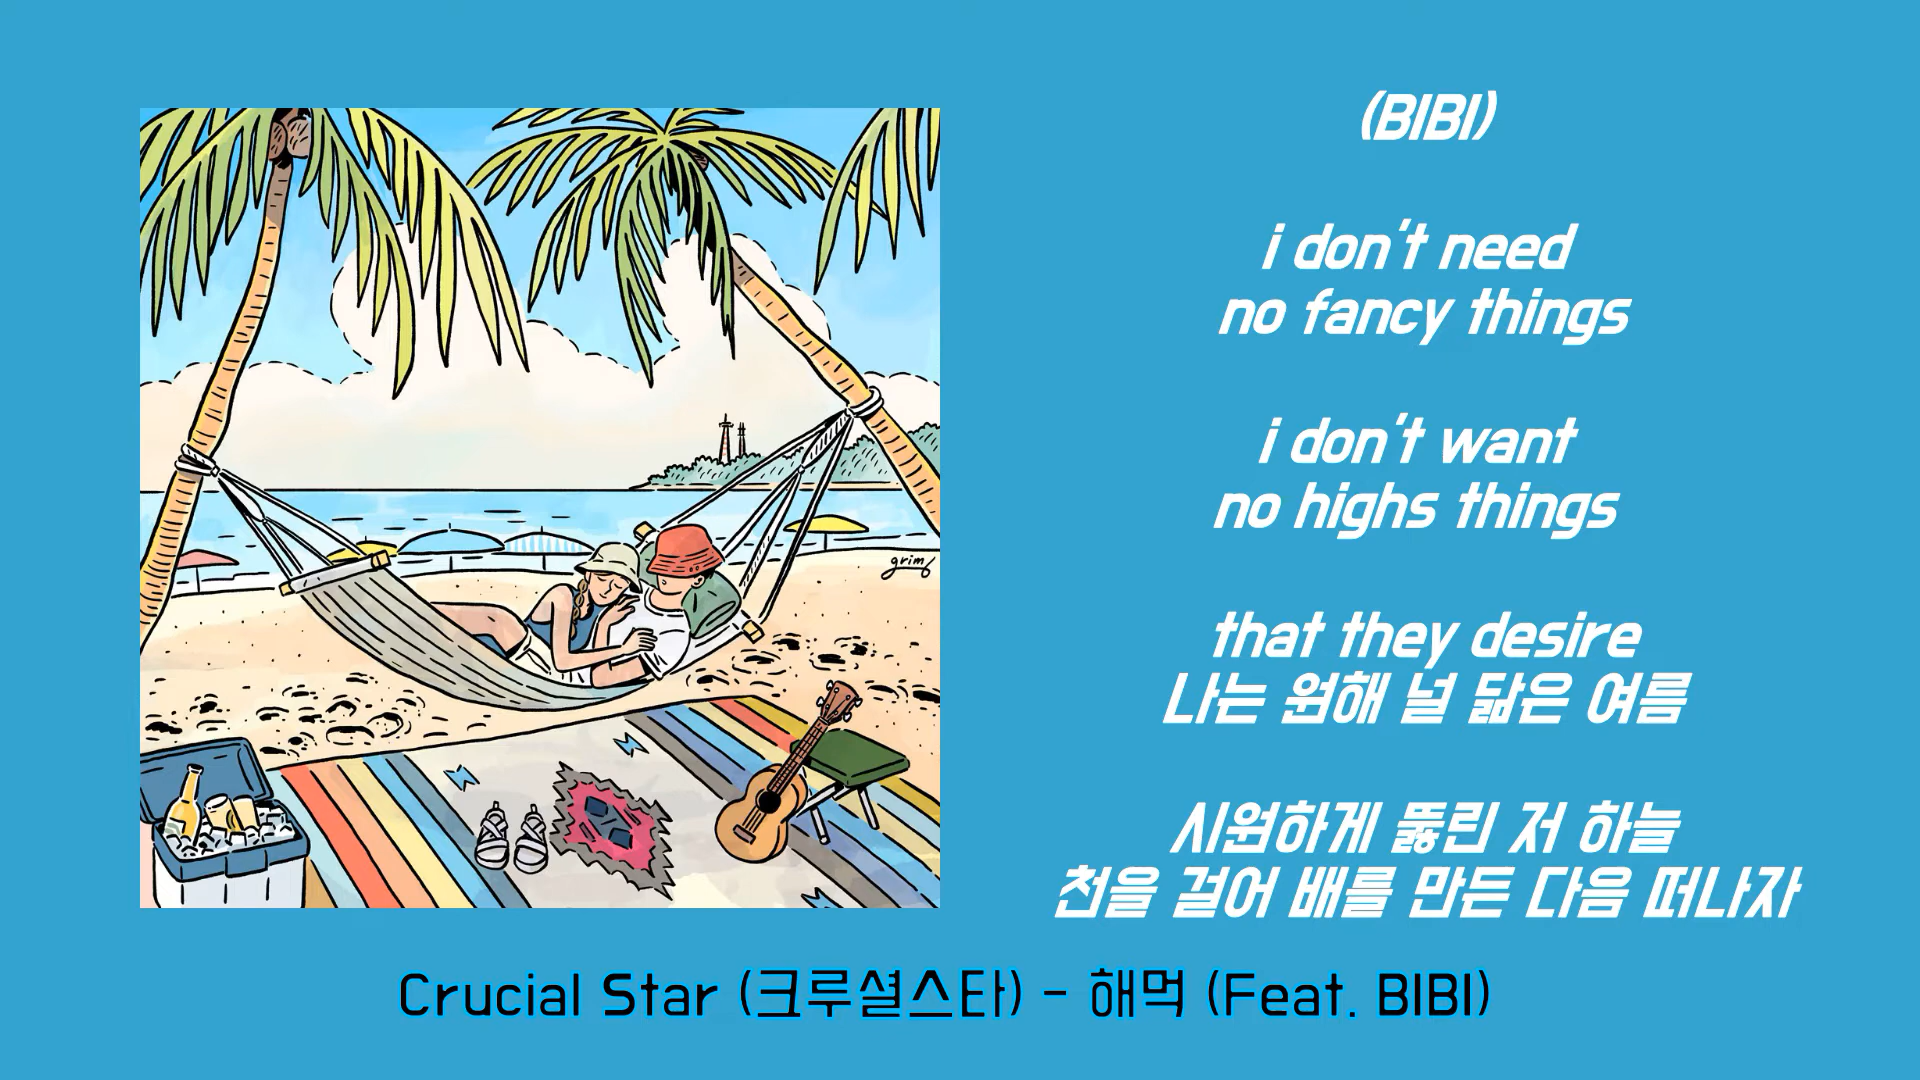 (BIBI)
i don't need
no fancy things
i don't want
no highs things
that they desire
나는 원해 널 닮은 여름
시원하게 뚫린 저 하늘
천을 걸어 배를 만든 다음 떠나자
grim
Crucial Star (크루셜스타) - 해먹 (Feat. BIBI)